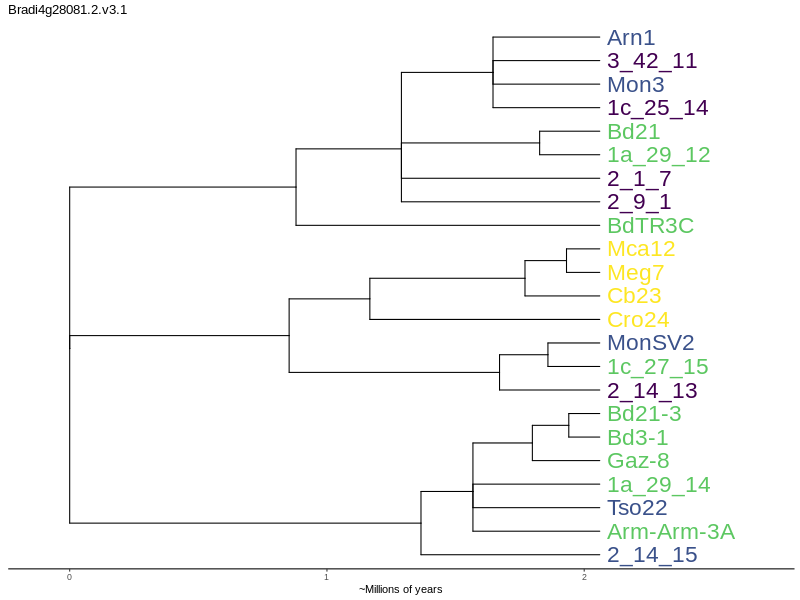 Bradi4g28081.2.v3.1
Arn1
3_42_11
Mon3
1c_25_14
Bd21
1a_29_12
2_1_7
2_9_1
BdTR3C
Mca12
Meg7
Cb23
Cro24
MonSV2
1c_27_15
2_14_13
Bd21-3
Bd3-1
Gaz-8
1a_29_14
Tso22
Arm-Arm-3A
2_14_15
0 1 2
~Millions of years